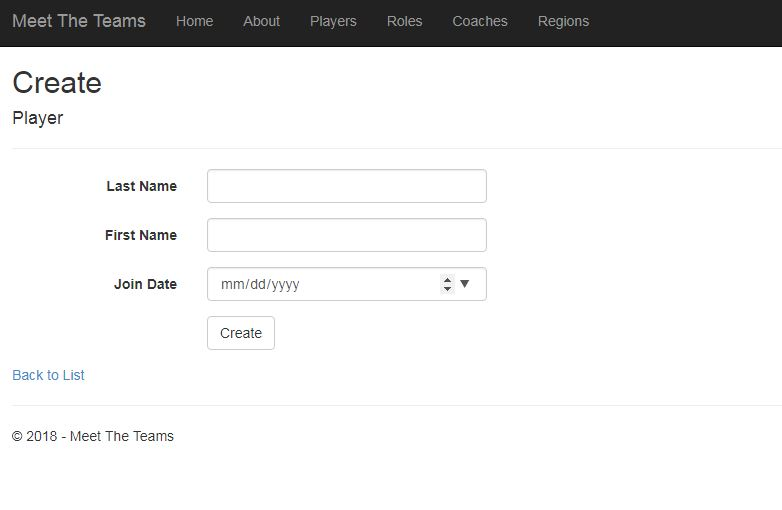 Meet The Teams Home About Players Roles Coaches Regions
Create
Player
Last Name
First Name
Join Date mm/dd/yyyy
Create
Back to List
© 2018 - Meet The Teams